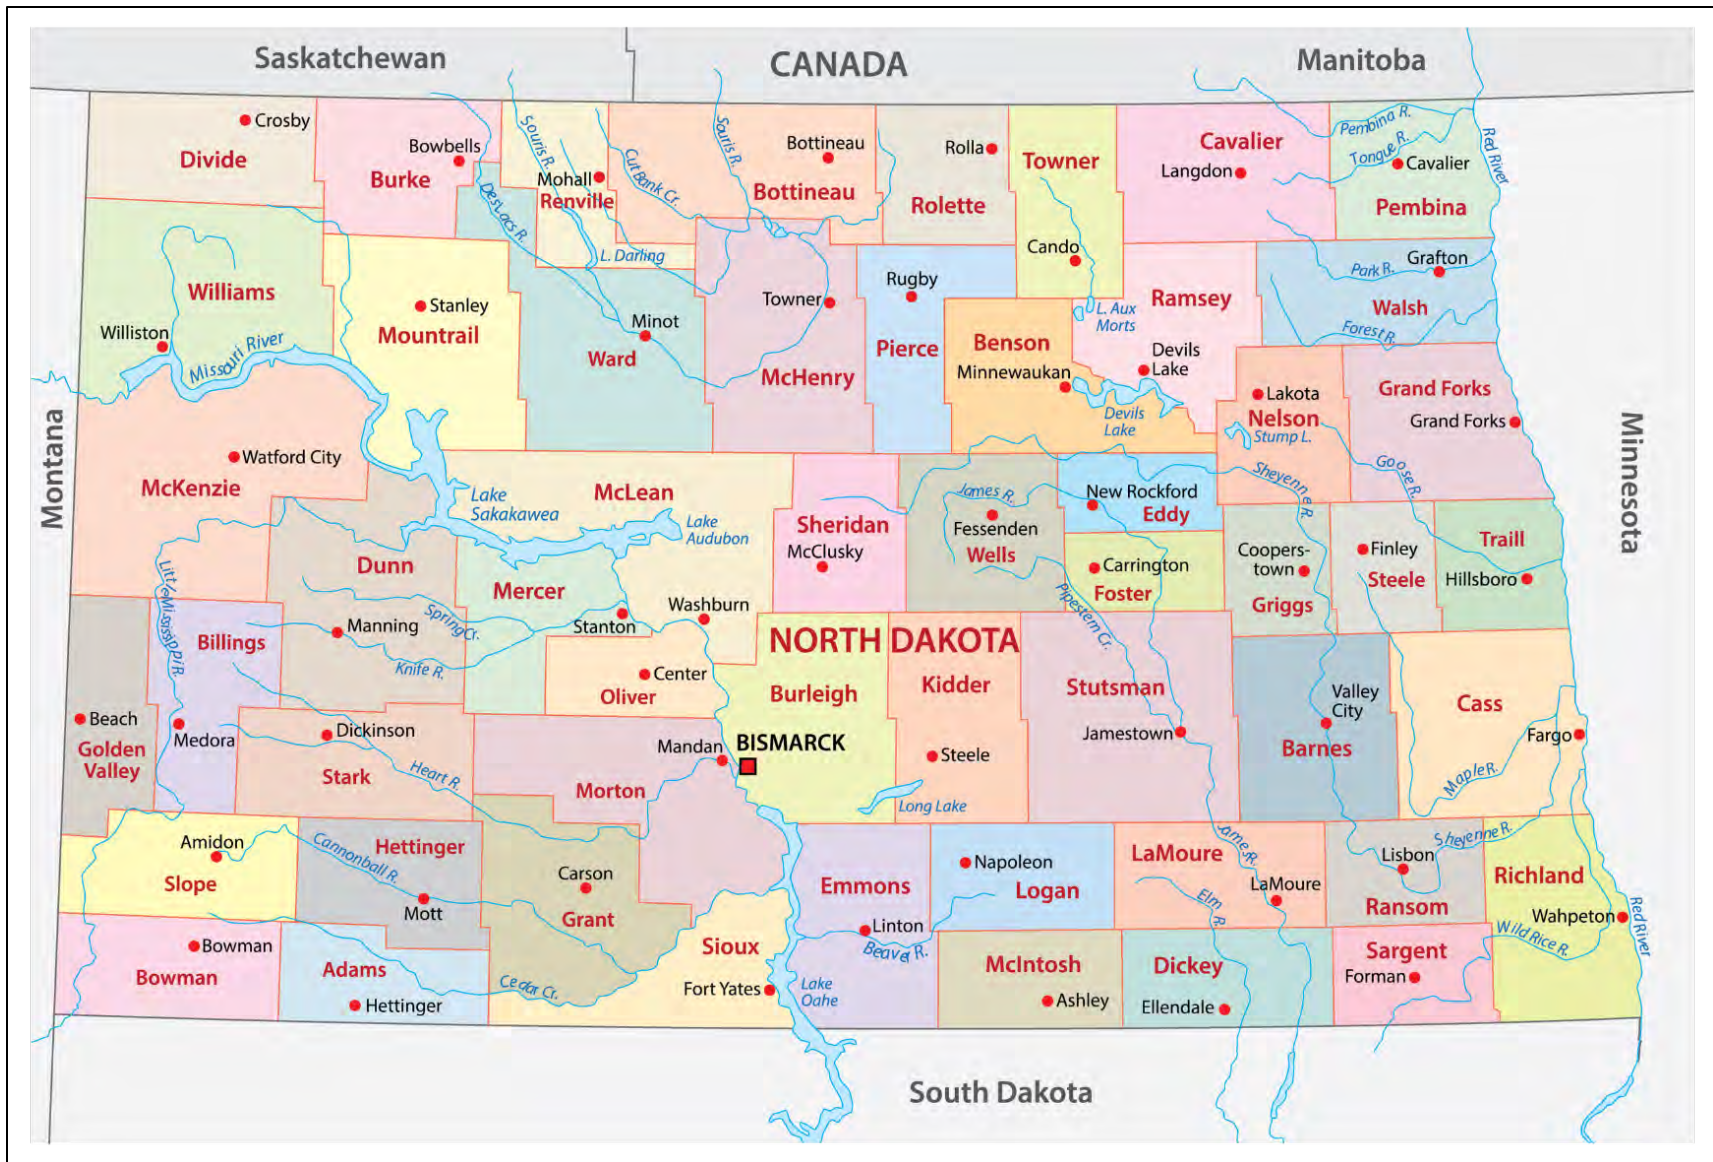 Saskatchewan
CANADA
Manitoba
Montana
Minnesota
South Dakota
NORTH DAKOTA
BISMARCK
Crosby
Divide
Bowbells
Burke
Souris R.
Mohall
Renville
Cut Bank Cr.
Souris R.
Bottineau
Bottineau
Rolla
Rolette
Towner
Cando
Cavalier
Langdon
Pembina R.
Tongue R.
Cavalier
Pembina
Red River
DesLacs R.
L. Darling
Williams
Williston
Missouri River
Stanley
Mountrail
Minot
Ward
Towner
McHenry
Rugby
Pierce
Benson
Minnewaukan
L. Aux
Morts
Ramsey
Devils
Lake
Devils
Lake
Park R.
Grafton
Walsh
Forest R.
Lakota
Nelson
Stump L.
Grand Forks
Grand Forks
Goose R.
Watford City
McKenzie
Lake
Sakakawea
McLean
Lake
Audubon
Washburn
Sheridan
McClusky
James R.
Fessenden
Wells
New Rockford
Eddy
Carrington
Foster
Pipestem Cr.
Sheyenne R.
Coopers-
town
Griggs
Finley
Steele
Traill
Hillsboro
Little Mississippi R.
Dunn
Manning
Spring Cr.
Knife R.
Mercer
Stanton
Center
Oliver
Billings
Medora
Beach
Golden
Valley
Dickinson
Stark
Heart R.
Mandan
Morton
Burleigh
Kidder
Steele
Long Lake
Stutsman
Jamestown
Valley
City
Barnes
Cass
Fargo
Maple R.
Amidon
Slope
Cannonball R.
Hettinger
Mott
Carson
Grant
Emmons
Linton
Beaver R.
Napoleon
Logan
LaMoure
James R.
LaMoure
Elm R.
Lisbon
Sheyenne R.
Ransom
Richland
Wahpeton
Red River
Wild Rice R.
Bowman
Bowman
Adams
Hettinger
Cedar Cr.
Sioux
Fort Yates
Lake
Oahe
McIntosh
Ashley
Dickey
Ellendale
Sargent
Forman